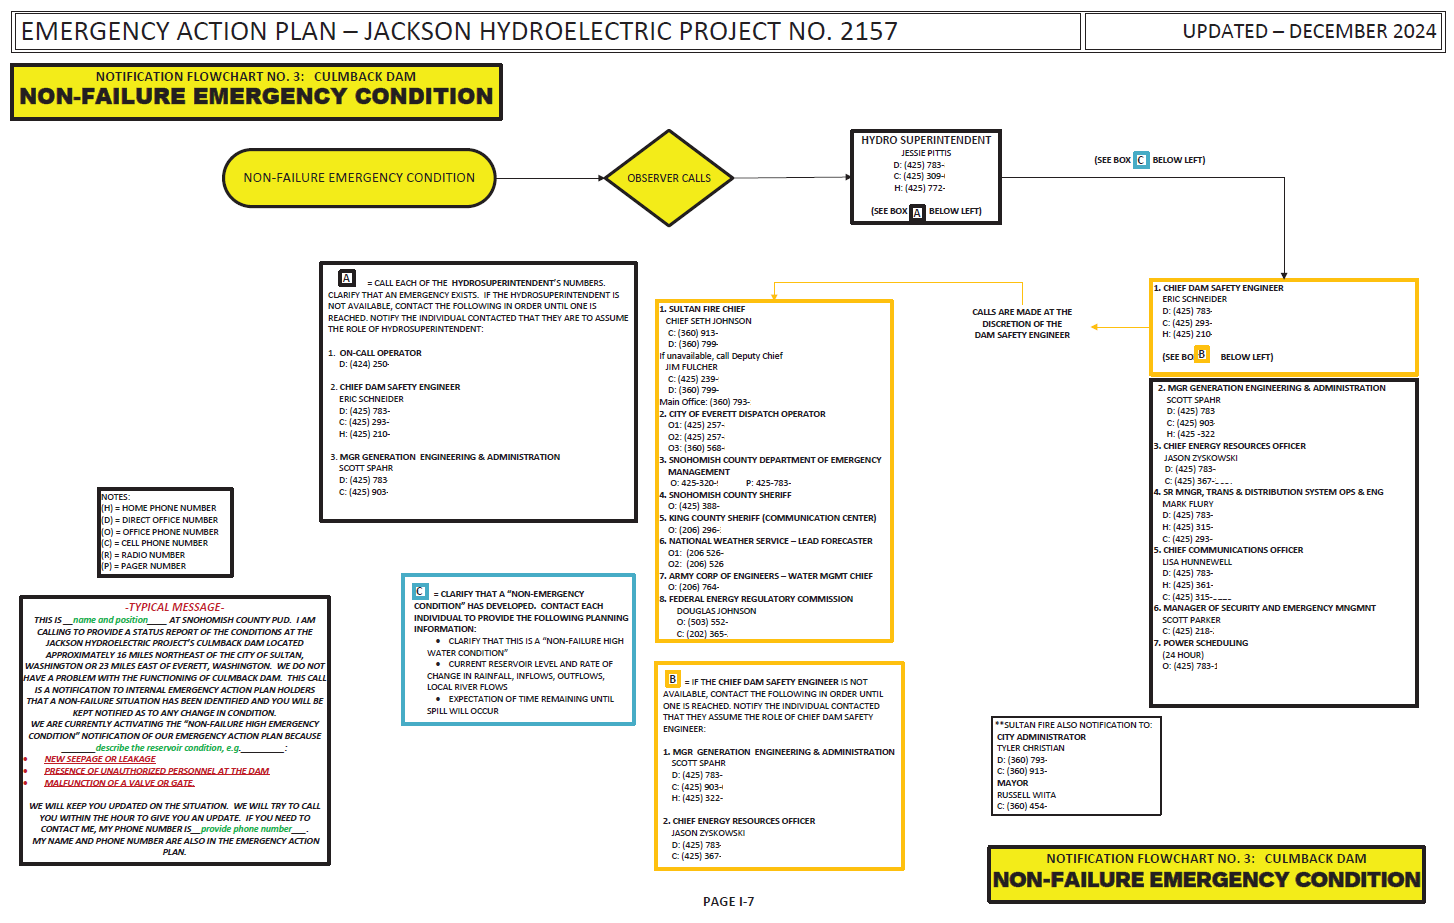 EMERGENCY ACTION PLAN – JACKSON HYDROELECTRIC PROJECT NO. 2157
UPDATED – DECEMBER 2024
NOTIFICATION FLOWCHART NO. 3: CULMBACK DAM
NON-FAILURE EMERGENCY CONDITION
NON-FAILURE EMERGENCY CONDITION
OBSERVER CALLS
HYDRO SUPERINTENDENT
JESSIE PITTIS
D: (425) 783-
C: (425) 309-
H: (425) 772-
(SEE BOX A BELOW LEFT)
(SEE BOX C BELOW LEFT)
A = CALL EACH OF THE HYDROSUPERINTENDENT'S NUMBERS.
CLARIFY THAT AN EMERGENCY EXISTS. IF THE HYDROSUPERINTENDENT IS
NOT AVAILABLE, CONTACT THE FOLLOWING IN ORDER UNTIL ONE IS
REACHED. NOTIFY THE INDIVIDUAL CONTACTED THAT THEY ARE TO ASSUME
THE ROLE OF HYDROSUPERINTENDENT:
1. ON-CALL OPERATOR
D: (424) 250-
2. CHIEF DAM SAFETY ENGINEER
ERIC SCHNEIDER
D: (425) 783-
C: (425) 293-
H: (425) 210-
3. MGR GENERATION ENGINEERING & ADMINISTRATION
SCOTT SPAHR
D: (425) 783
C: (425) 903-
1. SULTAN FIRE CHIEF
CHIEF SETH JOHNSON
C: (360) 913-
D: (360) 799-
If unavailable, call Deputy Chief
JIM FULCHER
C: (425) 239-
D: (360) 799-
Main Office: (360) 793-
2. CITY OF EVERETT DISPATCH OPERATOR
O1: (425) 257-
O2: (425) 257-
O3: (360) 568-
3. SNOHOMISH COUNTY DEPARTMENT OF EMERGENCY
MANAGEMENT
O: 425-320- P: 425-783-
4. SNOHOMISH COUNTY SHERIFF
O: (425) 388-
5. KING COUNTY SHERIFF (COMMUNICATION CENTER)
O: (206) 296-
6. NATIONAL WEATHER SERVICE – LEAD FORECASTER
O1: (206 526-
O2: (206) 526
7. ARMY CORP OF ENGINEERS – WATER MGMT CHIEF
O: (206) 764-
8. FEDERAL ENERGY REGULATORY COMMISSION
DOUGLAS JOHNSON
O: (503) 552-
C: (202) 365-
CALLS ARE MADE AT THE
DISCRETION OF THE
DAM SAFETY ENGINEER
1. CHIEF DAM SAFETY ENGINEER
ERIC SCHNEIDER
D: (425) 783-
C: (425) 293-
H: (425) 210-
(SEE BO B BELOW LEFT)
2. MGR GENERATION ENGINEERING & ADMINISTRATION
SCOTT SPAHR
D: (425) 783
C: (425) 903-
H: (425 -322
3. CHIEF ENERGY RESOURCES OFFICER
JASON ZYSKOWSKI
D: (425) 783-
C: (425) 367-
4. SR MNGR, TRANS & DISTRIBUTION SYSTEM OPS & ENG
MARK FLURY
D: (425) 783-
H: (425) 315-
C: (425) 293-
5. CHIEF COMMUNICATIONS OFFICER
LISA HUNNEWELL
D: (425) 783-
H: (425) 361-
C: (425) 315-
6. MANAGER OF SECURITY AND EMERGENCY MNGMNT
SCOTT PARKER
C: (425) 218-
7. POWER SCHEDULING
(24 HOUR)
O: (425) 783-1
NOTES:
(H) = HOME PHONE NUMBER
(D) = DIRECT OFFICE NUMBER
(O) = OFFICE PHONE NUMBER
(C) = CELL PHONE NUMBER
(R) = RADIO NUMBER
(P) = PAGER NUMBER
-TYPICAL MESSAGE-
THIS IS __name and position____ AT SNOHOMISH COUNTY PUD. I AM
CALLING TO PROVIDE A STATUS REPORT OF THE CONDITIONS AT THE
JACKSON HYDROELECTRIC PROJECT'S CULMBACK DAM LOCATED
APPROXIMATELY 16 MILES NORTHEAST OF THE CITY OF SULTAN,
WASHINGTON OR 23 MILES EAST OF EVERETT, WASHINGTON. WE DO NOT
HAVE A PROBLEM WITH THE FUNCTIONING OF CULMBACK DAM. THIS CALL
IS A NOTIFICATION TO INTERNAL EMERGENCY ACTION PLAN HOLDERS
THAT A NON-FAILURE SITUATION HAS BEEN IDENTIFIED AND YOU WILL BE
KEPT NOTIFIED AS TO ANY CHANGE IN CONDITION.
WE ARE CURRENTLY ACTIVATING THE "NON-FAILURE HIGH EMERGENCY
CONDITION" NOTIFICATION OF OUR EMERGENCY ACTION PLAN BECAUSE
_______describe the reservoir condition, e.g.__________:
• NEW SEEPAGE OR LEAKAGE
• PRESENCE OF UNAUTHORIZED PERSONNEL AT THE DAM
• MALFUNCTION OF A VALVE OR GATE.
WE WILL KEEP YOU UPDATED ON THE SITUATION. WE WILL TRY TO CALL
YOU WITHIN THE HOUR TO GIVE YOU AN UPDATE. IF YOU NEED TO
CONTACT ME, MY PHONE NUMBER IS__provide phone number___.
MY NAME AND PHONE NUMBER ARE ALSO IN THE EMERGENCY ACTION
PLAN.
C = CLARIFY THAT A "NON-EMERGENCY
CONDITION" HAS DEVELOPED. CONTACT EACH
INDIVIDUAL TO PROVIDE THE FOLLOWING PLANNING
INFORMATION:
• CLARIFY THAT THIS IS A "NON-FAILURE HIGH
WATER CONDITION"
• CURRENT RESERVOIR LEVEL AND RATE OF
CHANGE IN RAINFALL, INFLOWS, OUTFLOWS,
LOCAL RIVER FLOWS
• EXPECTATION OF TIME REMAINING UNTIL
SPILL WILL OCCUR
B = IF THE CHIEF DAM SAFETY ENGINEER IS NOT
AVAILABLE, CONTACT THE FOLLOWING IN ORDER UNTIL
ONE IS REACHED. NOTIFY THE INDIVIDUAL CONTACTED
THAT THEY ASSUME THE ROLE OF CHIEF DAM SAFETY
ENGINEER:
1. MGR GENERATION ENGINEERING & ADMINISTRATION
SCOTT SPAHR
D: (425) 783-
C: (425) 903-
H: (425) 322-
2. CHIEF ENERGY RESOURCES OFFICER
JASON ZYSKOWSKI
D: (425) 783-
C: (425) 367-
**SULTAN FIRE ALSO NOTIFICATION TO:
CITY ADMINISTRATOR
TYLER CHRISTIAN
D: (360) 793-
C: (360) 913-
MAYOR
RUSSELL WIITA
C: (360) 454-
NOTIFICATION FLOWCHART NO. 3: CULMBACK DAM
NON-FAILURE EMERGENCY CONDITION
PAGE I-7